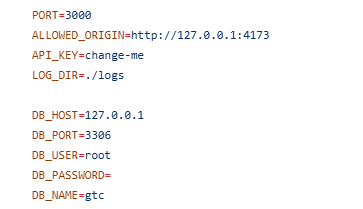 PORT=3000
ALLOWED_ORIGIN=http://127.0.0.1:4173
API_KEY=change-me
LOG_DIR=./logs
DB_HOST=127.0.0.1
DB_PORT=3306
DB_USER=root
DB_PASSWORD=
DB_NAME=gtc